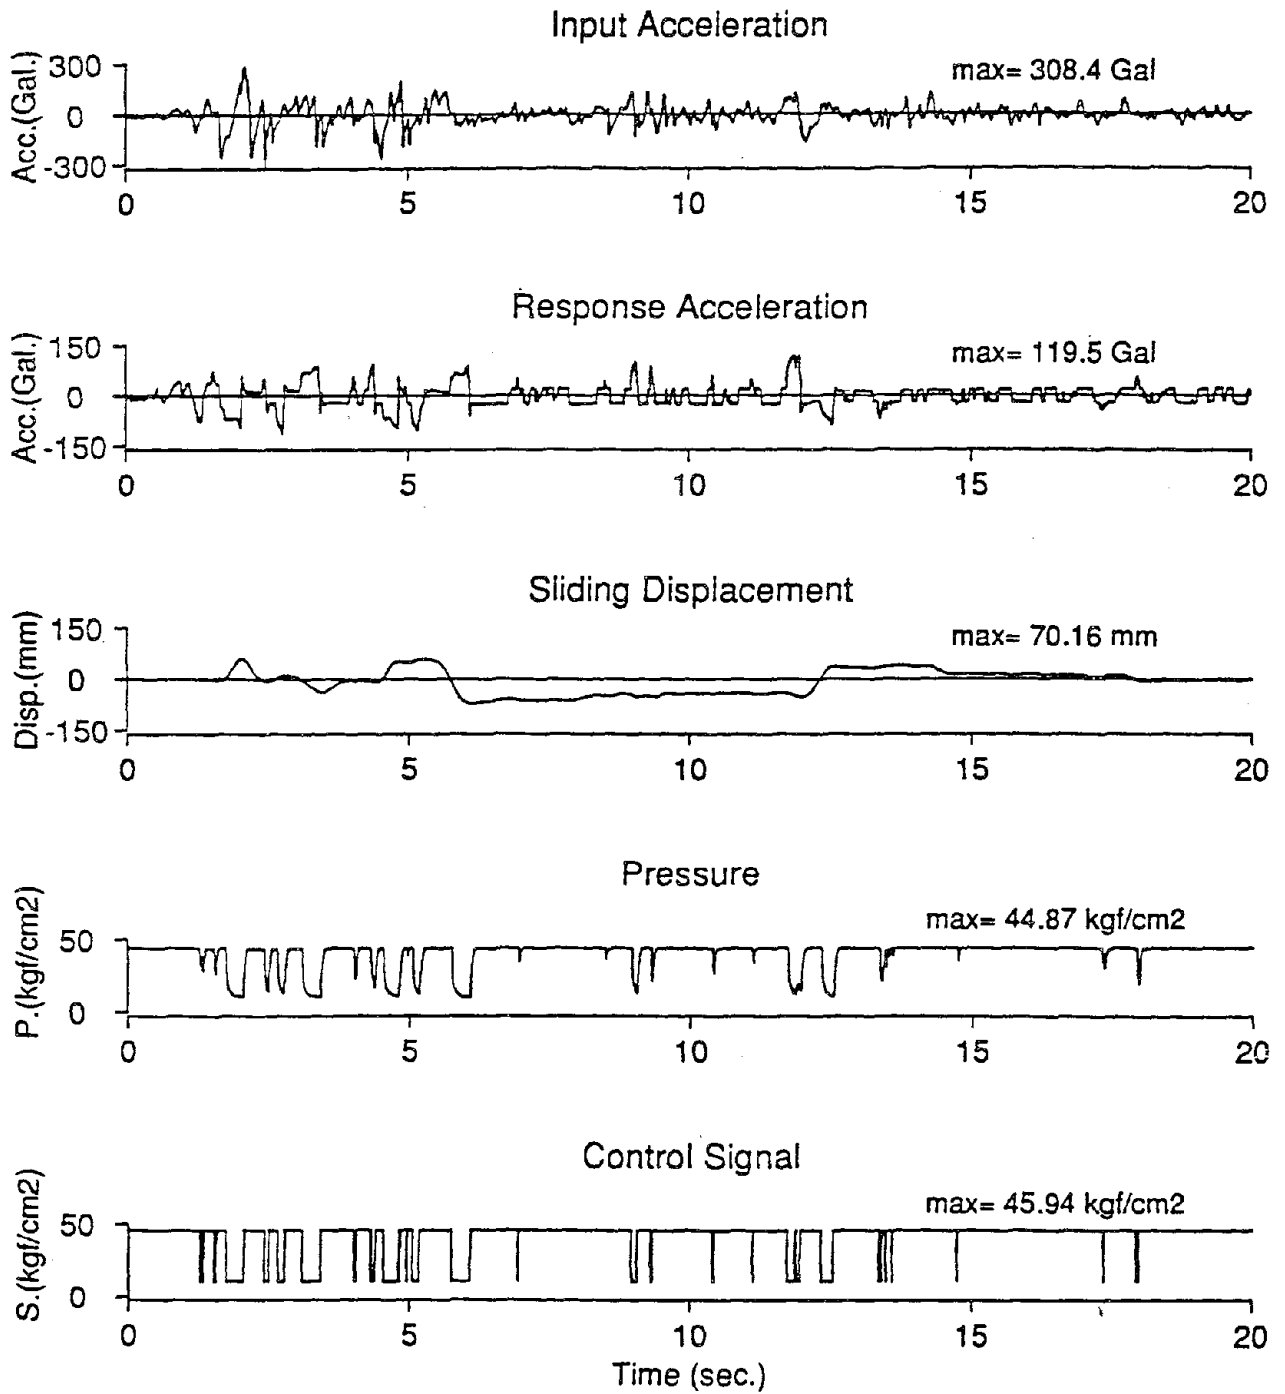 Input Acceleration
max= 308.4 Gal
Acc.(Gal.)
300
0
-300
0 5 10 15 20
Response Acceleration
max= 119.5 Gal
Acc.(Gal.)
150
0
-150
0 5 10 15 20
Sliding Displacement
max= 70.16 mm
Disp.(mm)
150
0
-150
0 5 10 15 20
Pressure
max= 44.87 kgf/cm2
P.(kgf/cm2)
50
0
0 5 10 15 20
Control Signal
max= 45.94 kgf/cm2
S.(kgf/cm2)
50
0
0 5 10 15 20
Time (sec.)